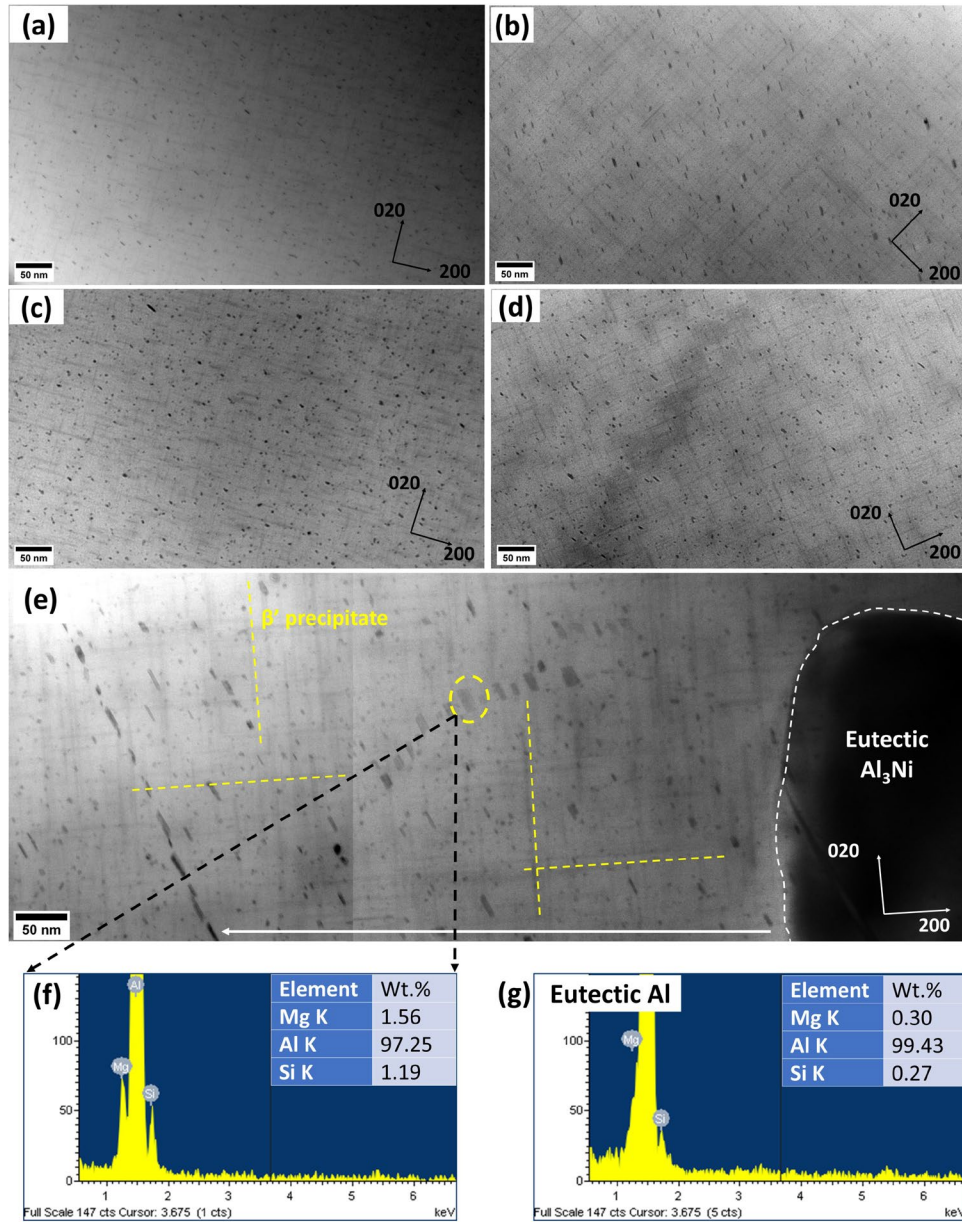 (a)
020
200
50 nm
(b)
020
200
50 nm
(c)
020
200
50 nm
(d)
020
200
50 nm
(e)
β″ precipitate
Eutectic
Al₃Ni
020
200
50 nm
(f)
Al
Mg
Si
100
50
0
1 2 3 4 5 6
Full Scale 147 cts Cursor: 3.675 (1 cts)
keV
Element Wt.%
Mg K 1.56
Al K 97.25
Si K 1.19
(g) Eutectic Al
Mg
Si
100
50
0
1 2 3 4 5 6
Full Scale 147 cts Cursor: 3.675 (5 cts)
keV
Element Wt.%
Mg K 0.30
Al K 99.43
Si K 0.27